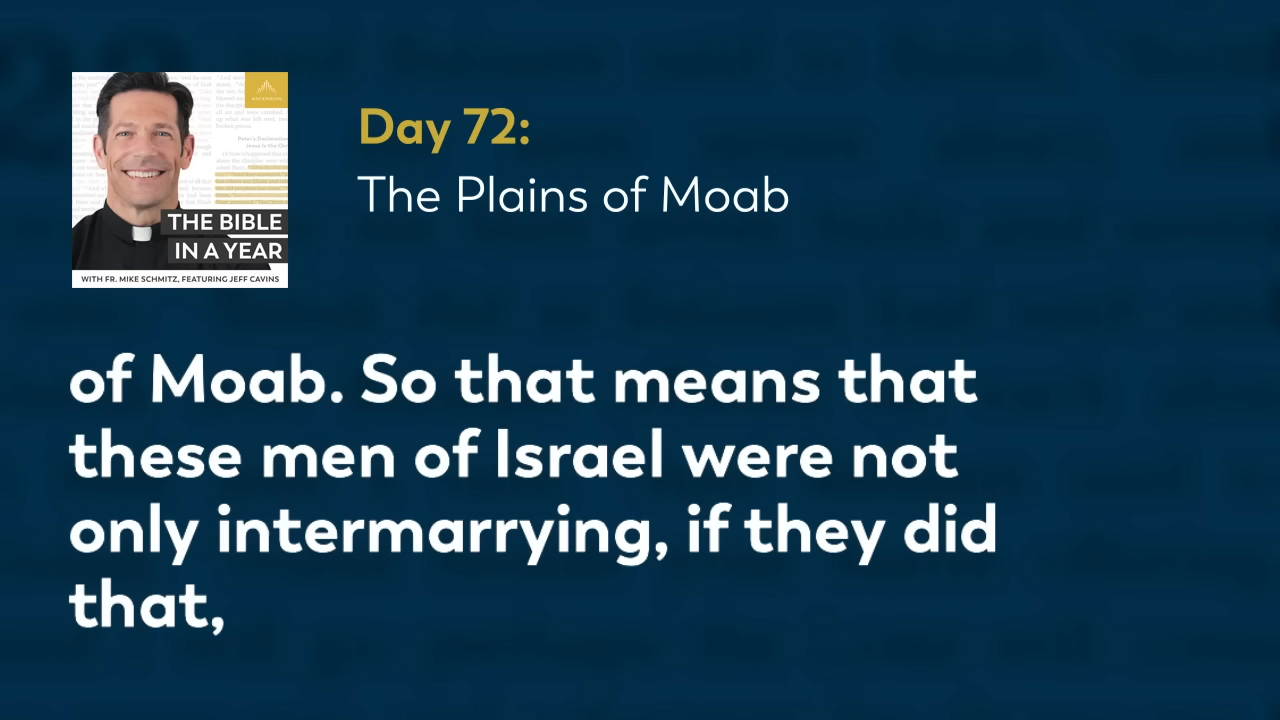 ASCENSION
THE BIBLE
IN A YEAR
WITH FR. MIKE SCHMITZ, FEATURING JEFF CAVINS
Day 72:
The Plains of Moab
of Moab. So that means that
these men of Israel were not
only intermarrying, if they did
that,